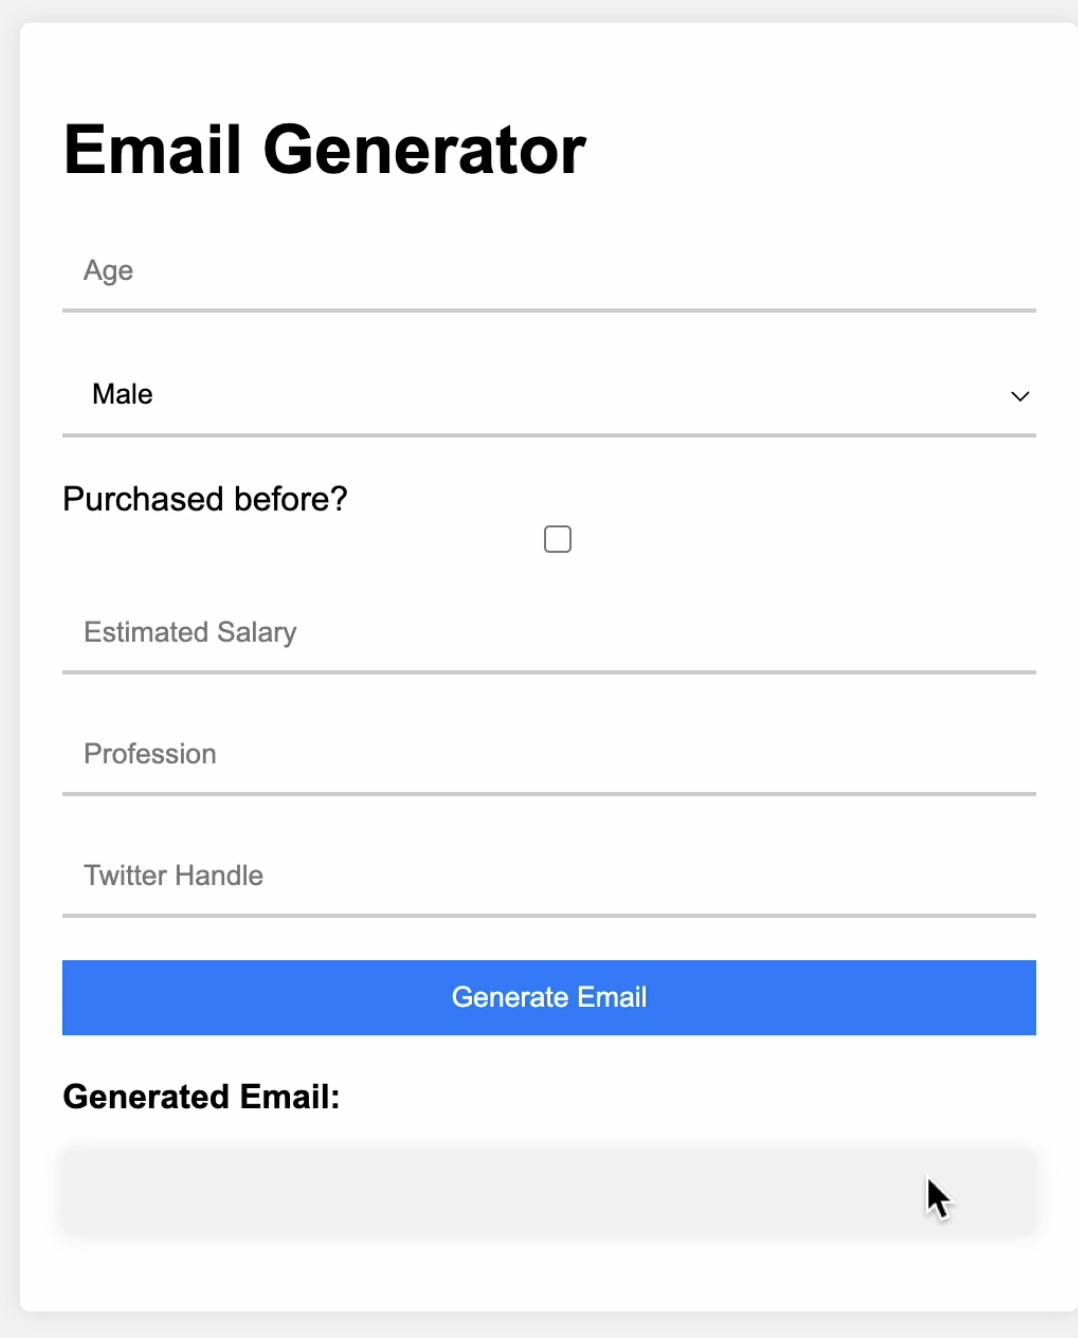 Email Generator
Age
Male
Purchased before?
Estimated Salary
Profession
Twitter Handle
Generate Email
Generated Email: